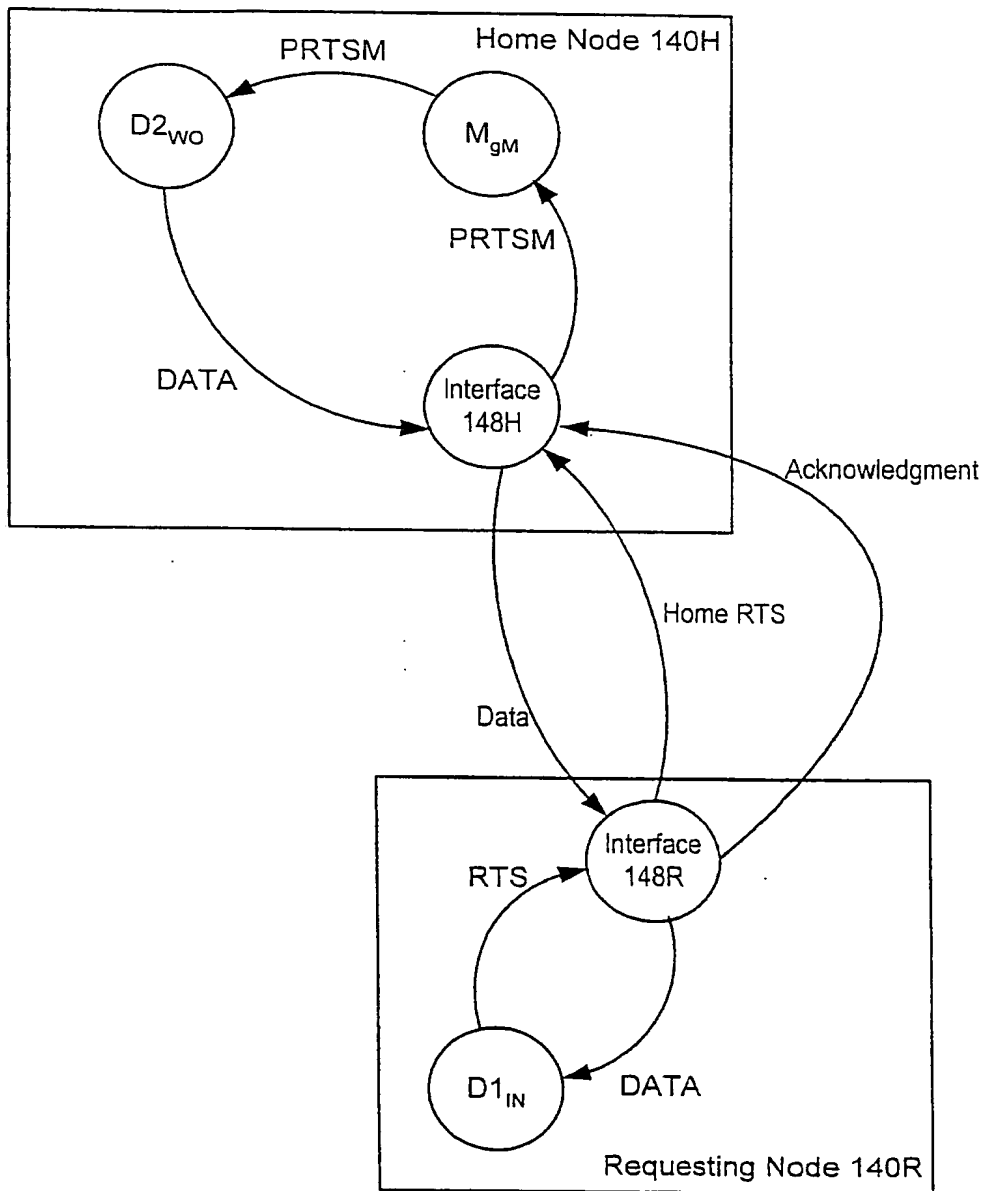 Home Node 140H
PRTSM
D2WO
MgM
PRTSM
DATA
Interface
148H
Acknowledgment
Home RTS
Data
Interface
148R
RTS
D1IN
DATA
Requesting Node 140R